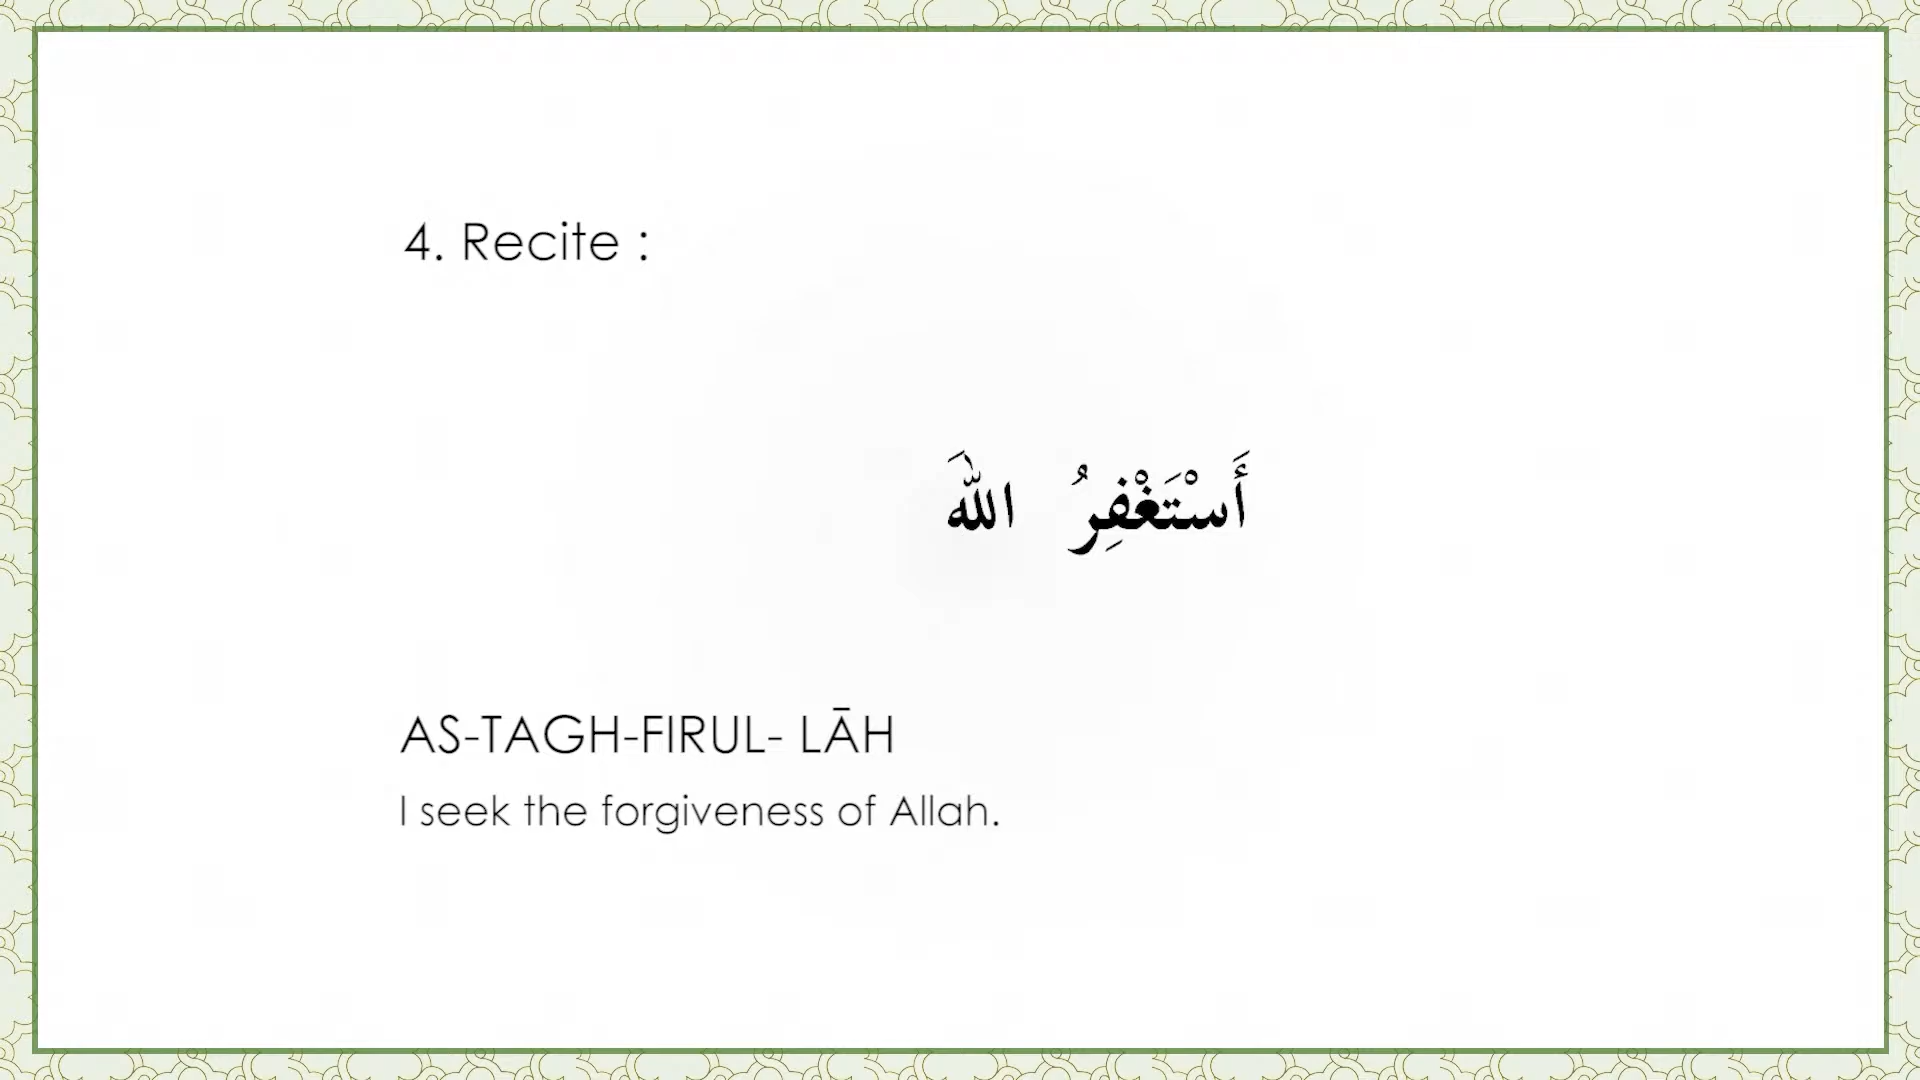 4. Recite :
أَسْتَغْفِرُ اللّٰهَ
AS-TAGH-FIRUL- LĀH
I seek the forgiveness of Allah.